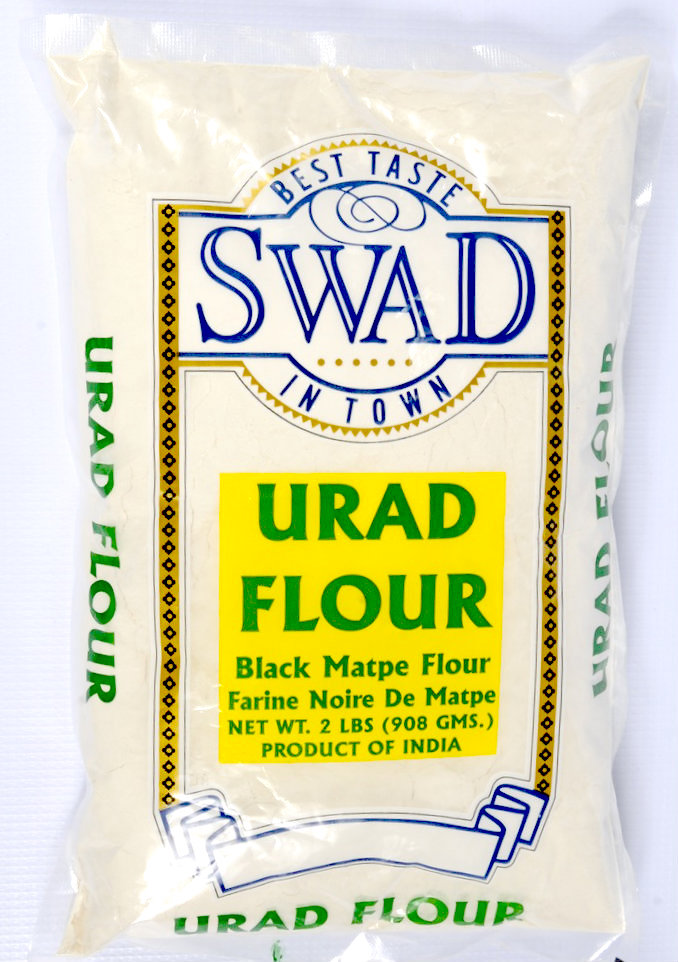 BEST TASTE
SWAD
IN TOWN
URAD
FLOUR
Black Matpe Flour
Farine Noire De Matpe
NET WT. 2 LBS (908 GMS.)
PRODUCT OF INDIA
URAD FLOUR
URAD FLOUR
URAD FLOUR